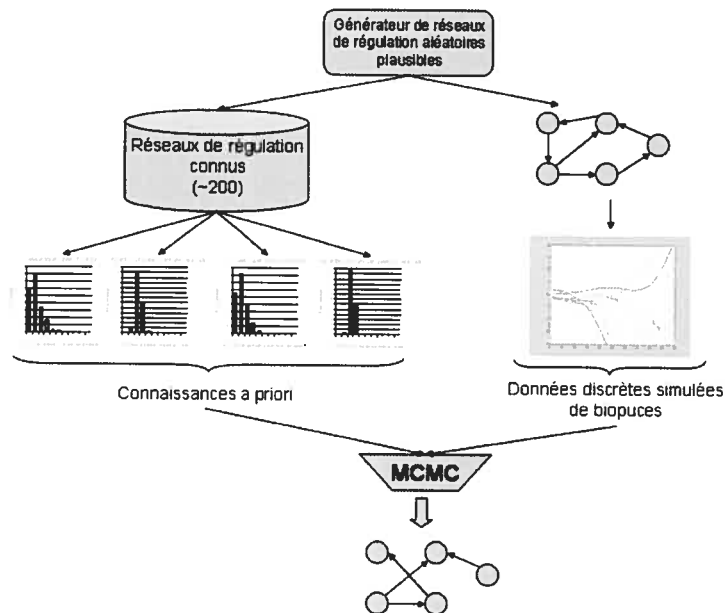 Générateur de réseaux
de régulation aléatoires
plausibles
Réseaux de régulation
connus
(~200)
Connaissances a priori
Données discrètes simulées
de biopuces
MCMC